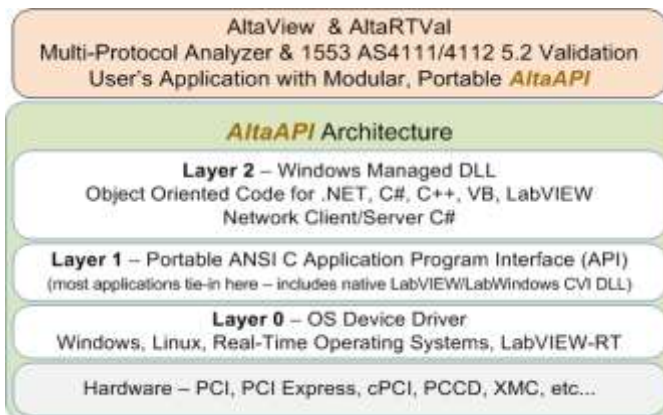 AltaView & AltaRTVal
Multi-Protocol Analyzer & 1553 AS4111/4112 5.2 Validation
User's Application with Modular, Portable AltaAPI
AltaAPI Architecture
Layer 2 – Windows Managed DLL
Object Oriented Code for .NET, C#, C++, VB, LabVIEW
Network Client/Server C#
Layer 1 – Portable ANSI C Application Program Interface (API)
(most applications tie-in here – includes native LabVIEW/LabWindows CVI DLL)
Layer 0 – OS Device Driver
Windows, Linux, Real-Time Operating Systems, LabVIEW-RT
Hardware – PCI, PCI Express, cPCI, PCCD, XMC, etc...